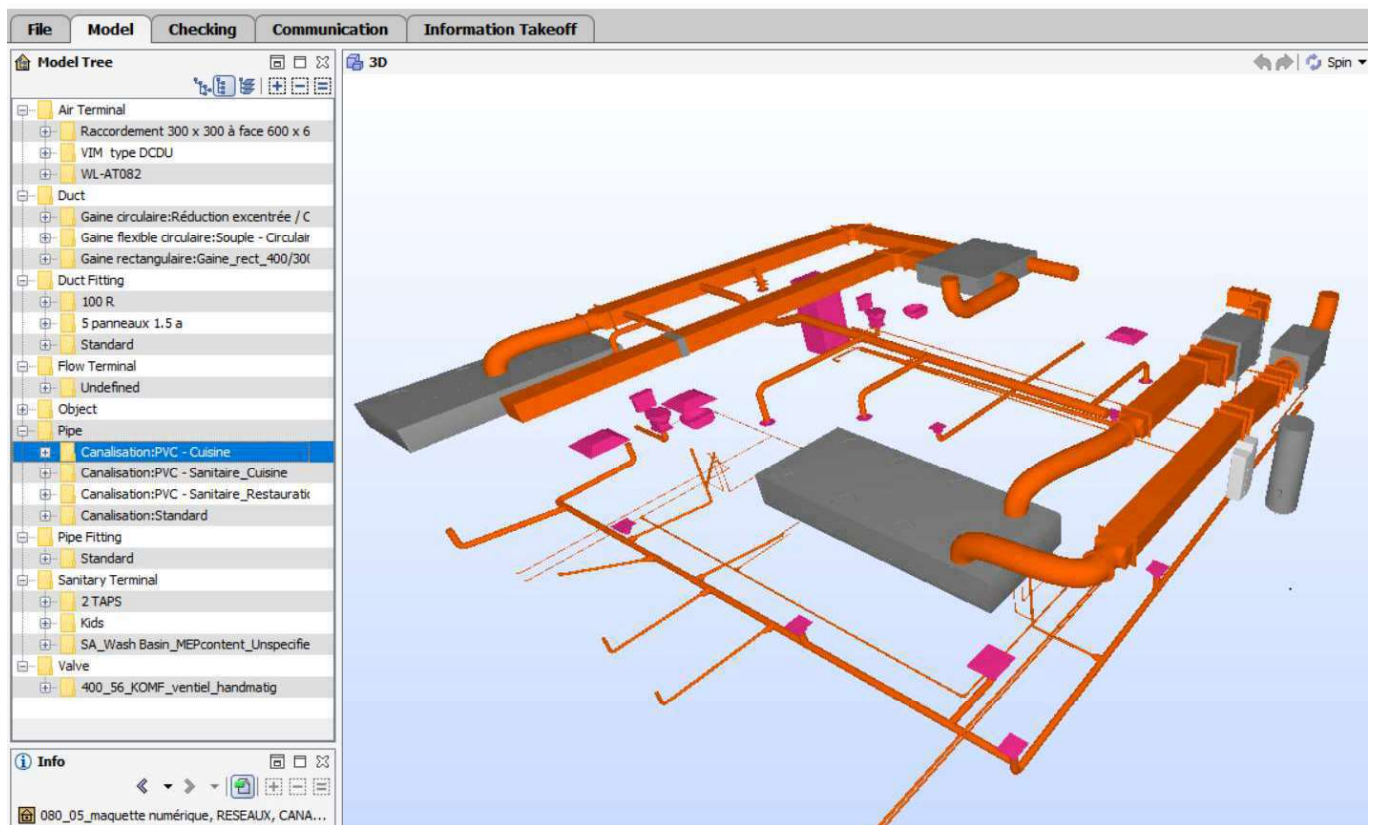 File Model Checking Communication Information Takeoff
Model Tree
3D
Spin
Air Terminal
Raccordement 300 x 300 à face 600 x 6
VIM type DCDU
WL-AT082
Duct
Gaine circulaire:Réduction excentrée / C
Gaine flexible circulaire:Souple - Circulair
Gaine rectangulaire:Gaine_rect_400/30(
Duct Fitting
100 R
5 panneaux 1.5 a
Standard
Flow Terminal
Undefined
Object
Pipe
Canalisation:PVC - Cuisine
Canalisation:PVC - Sanitaire_Cuisine
Canalisation:PVC - Sanitaire_Restauratic
Canalisation:Standard
Pipe Fitting
Standard
Sanitary Terminal
2 TAPS
Kids
SA_Wash Basin_MEPcontent_Unspecifie
Valve
400_56_KOMF_ventiel_handmatig
Info
080_05_maquette numérique, RESEAUX, CANA...